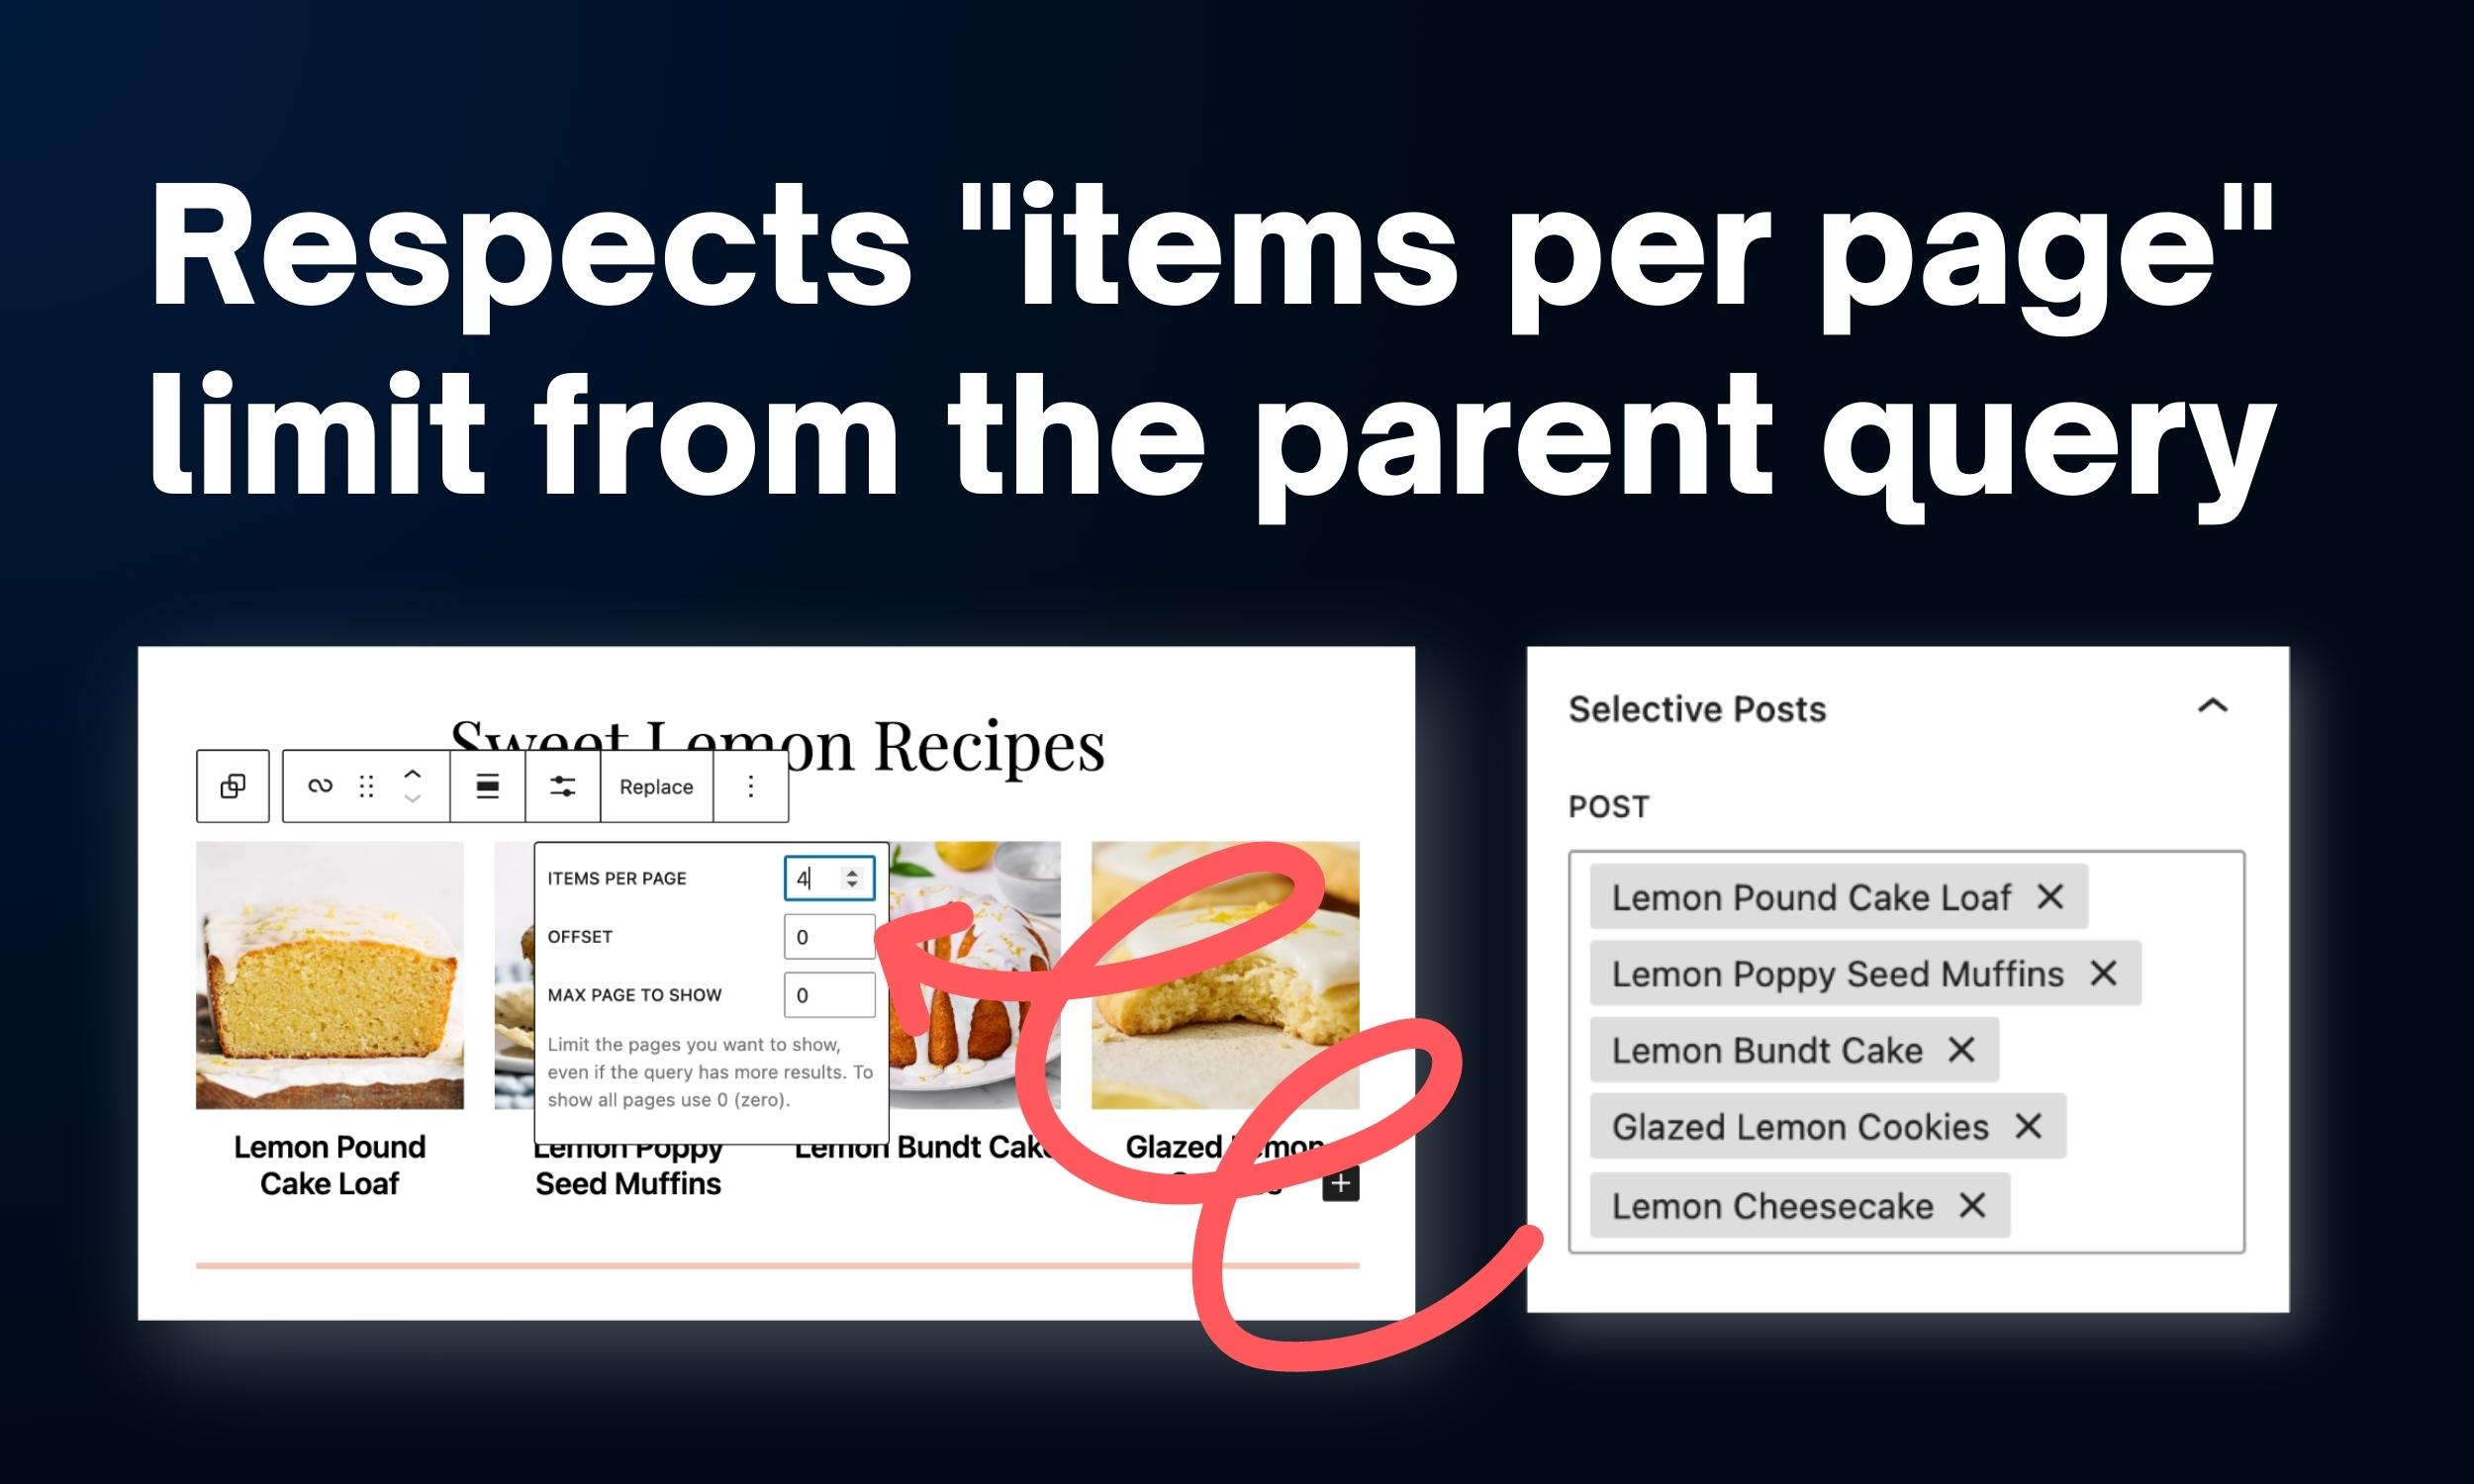 Respects "items per page"
limit from the parent query
Sweet Lemon Recipes
Replace
ITEMS PER PAGE 4
OFFSET 0
MAX PAGE TO SHOW 0
Limit the pages you want to show,
even if the query has more results. To
show all pages use 0 (zero).
Lemon Pound
Cake Loaf
Lemon Poppy
Seed Muffins
Lemon Bundt Cake
Glazed Lemon
Selective Posts
POST
Lemon Pound Cake Loaf
Lemon Poppy Seed Muffins
Lemon Bundt Cake
Glazed Lemon Cookies
Lemon Cheesecake